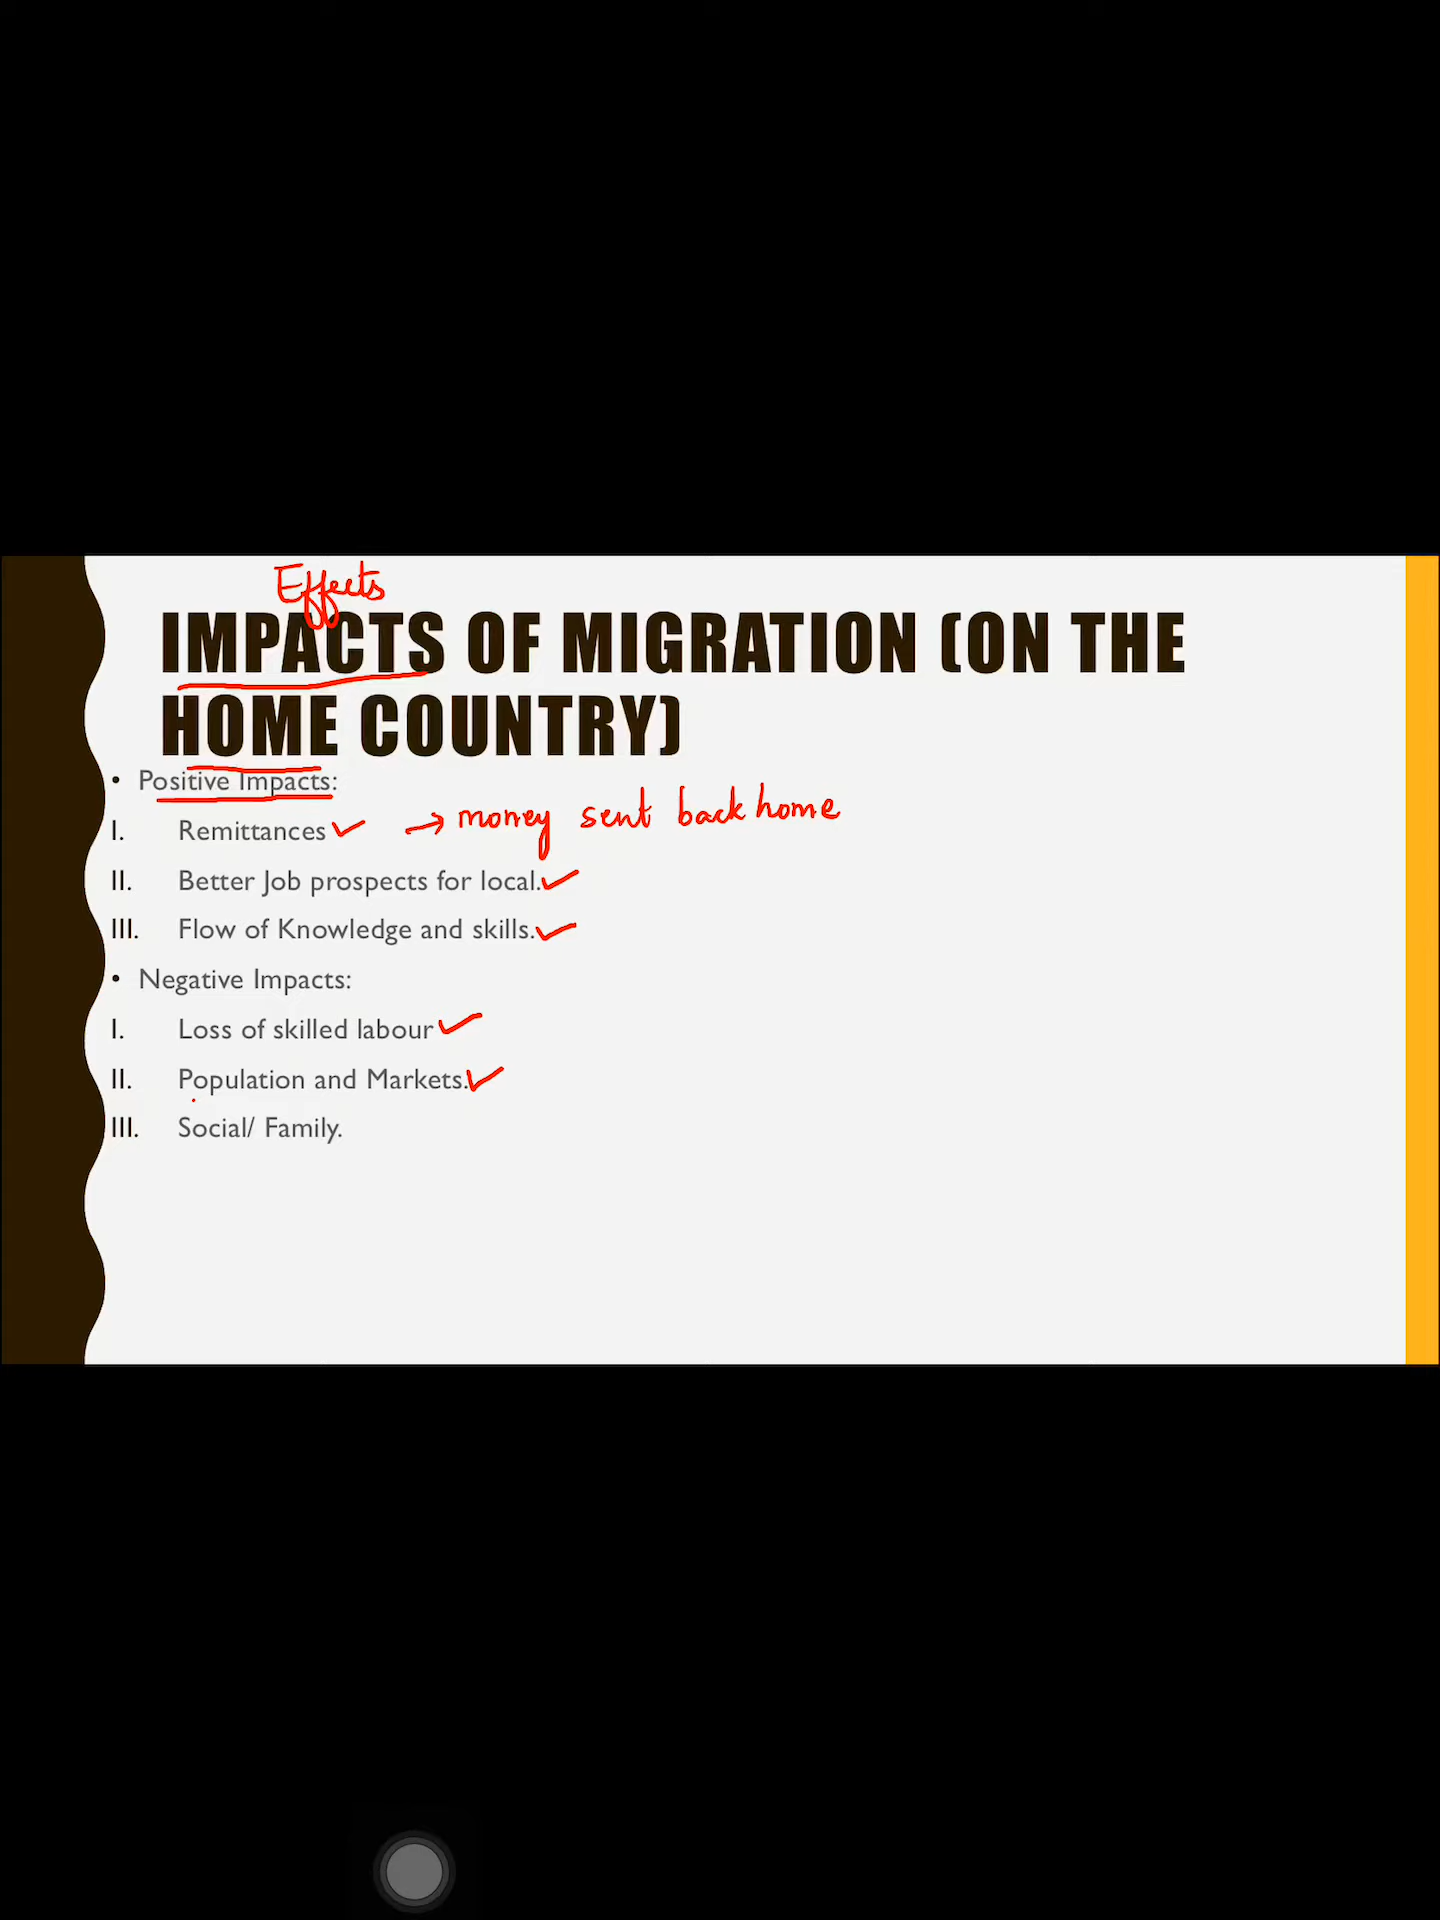 Effects
IMPACTS OF MIGRATION (ON THE
HOME COUNTRY)
• Positive Impacts:
I. Remittances → money sent back home
II. Better Job prospects for local.
III. Flow of Knowledge and skills.
• Negative Impacts:
I. Loss of skilled labour
II. Population and Markets.
III. Social/ Family.